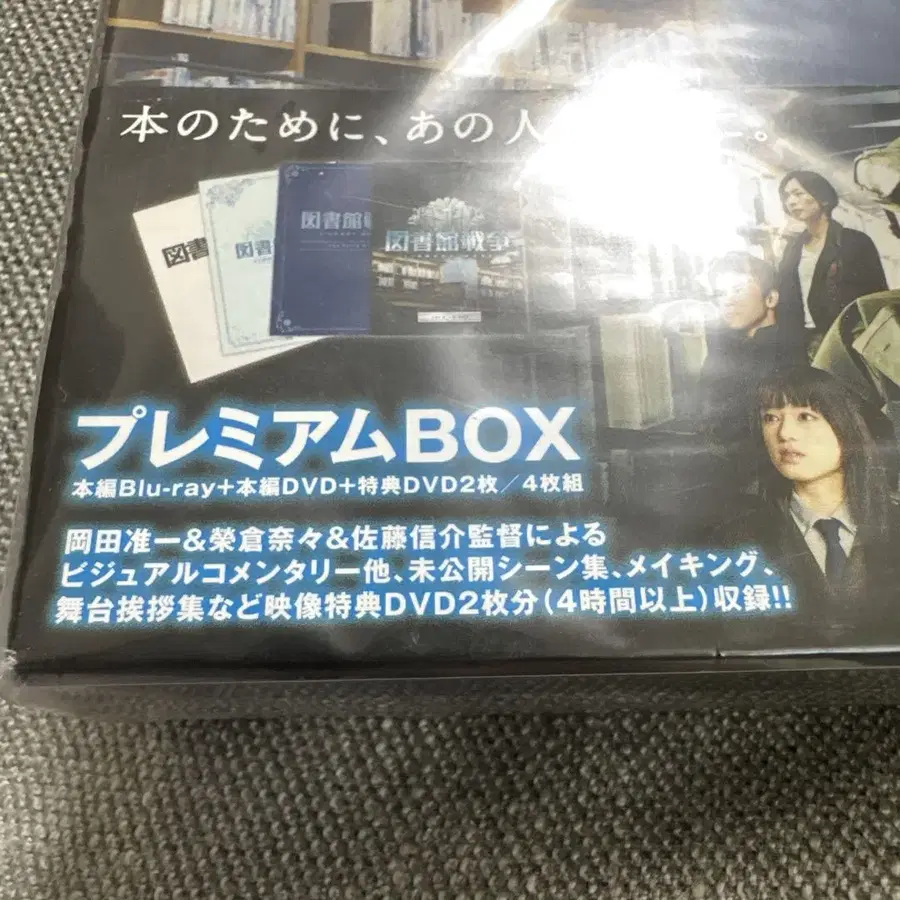 本のために、あの人
図書
図書館
図書館戦
図書館戦争
プレミアムBOX
本編Blu-ray+本編DVD+特典DVD2枚/4枚組
岡田准一&榮倉奈々&佐藤信介監督による
ビジュアルコメンタリー他、未公開シーン集、メイキング、
舞台挨拶集など映像特典DVD2枚分(4時間以上)収録!!